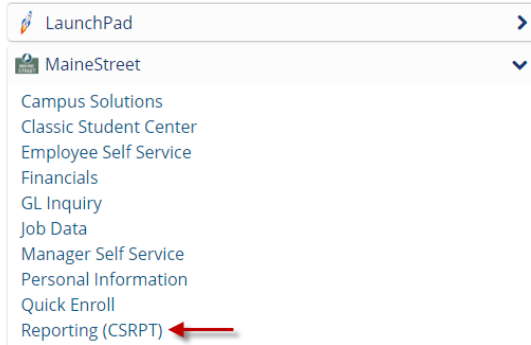 LaunchPad
MaineStreet
Campus Solutions
Classic Student Center
Employee Self Service
Financials
GL Inquiry
Job Data
Manager Self Service
Personal Information
Quick Enroll
Reporting (CSRPT)